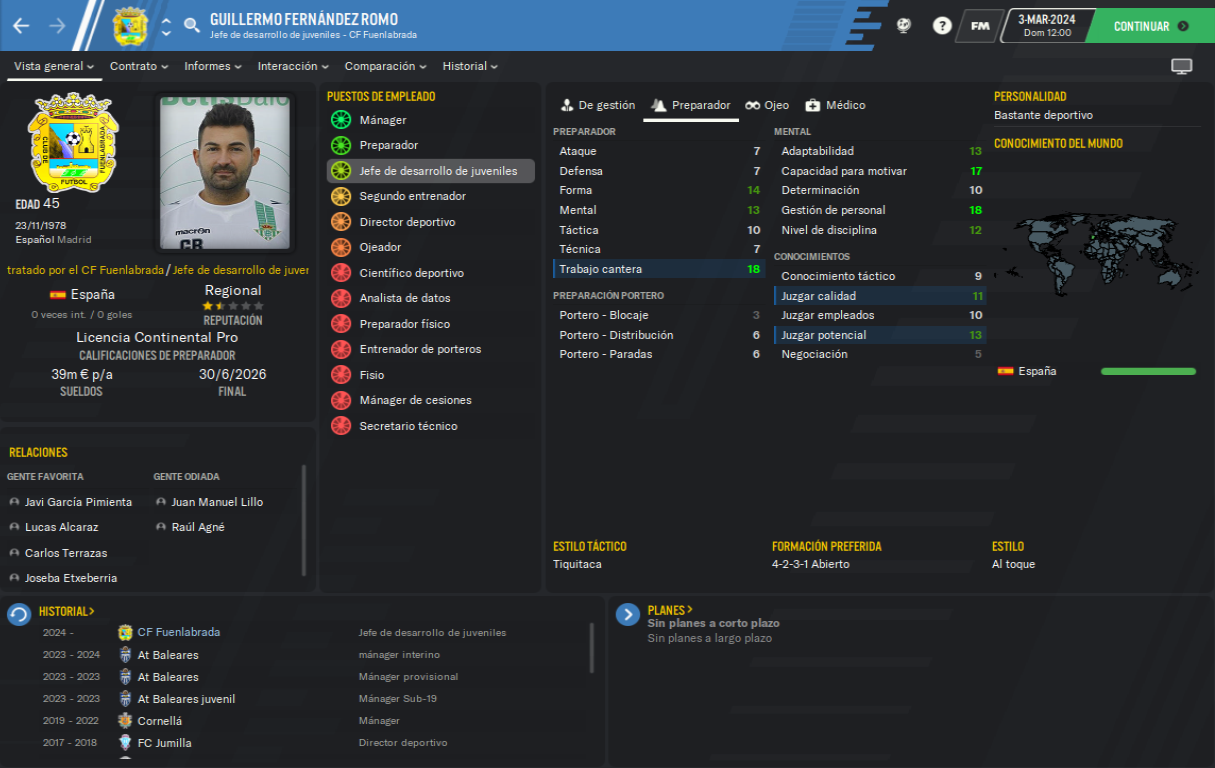 GUILLERMO FERNÁNDEZ ROMO
Jefe de desarrollo de juveniles - CF Fuenlabrada
?
FM
3-MAR-2024
Dom 12:00
CONTINUAR
Vista general
Contrato
Informes
Interacción
Comparación
Historial
CLUB DE
FUENLABRADA
FUTBOL
macron
EDAD 45
23/11/1978
Español Madrid
tratado por el CF Fuenlabrada/Jefe de desarrollo de juver
España
0 veces int. / 0 goles
Regional
REPUTACIÓN
Licencia Continental Pro
CALIFICACIONES DE PREPARADOR
39m € p/a
SUELDOS
30/6/2026
FINAL
RELACIONES
GENTE FAVORITA
Javi García Pimienta
Lucas Alcaraz
Carlos Terrazas
Joseba Etxeberria
GENTE ODIADA
Juan Manuel Lillo
Raúl Agné
PUESTOS DE EMPLEADO
Mánager
Preparador
Jefe de desarrollo de juveniles
Segundo entrenador
Director deportivo
Ojeador
Científico deportivo
Analista de datos
Preparador físico
Entrenador de porteros
Fisio
Mánager de cesiones
Secretario técnico
De gestión
Preparador
Ojeo
Médico
PREPARADOR
Ataque 7
Defensa 7
Forma 14
Mental 13
Táctica 10
Técnica 7
Trabajo cantera 18
PREPARACIÓN PORTERO
Portero - Blocaje 3
Portero - Distribución 6
Portero - Paradas 6
MENTAL
Adaptabilidad 13
Capacidad para motivar 17
Determinación 10
Gestión de personal 18
Nivel de disciplina 12
CONOCIMIENTOS
Conocimiento táctico 9
Juzgar calidad 11
Juzgar empleados 10
Juzgar potencial 13
Negociación 5
PERSONALIDAD
Bastante deportivo
CONOCIMIENTO DEL MUNDO
España
ESTILO TÁCTICO
Tiquitaca
FORMACIÓN PREFERIDA
4-2-3-1 Abierto
ESTILO
Al toque
HISTORIAL>
2024 - CF Fuenlabrada Jefe de desarrollo de juveniles
2023 - 2024 At Baleares mánager interino
2023 - 2023 At Baleares Mánager provisional
2023 - 2023 At Baleares juvenil Mánager Sub-19
2019 - 2022 Cornellá Mánager
2017 - 2018 FC Jumilla Director deportivo
PLANES >
Sin planes a corto plazo
Sin planes a largo plazo